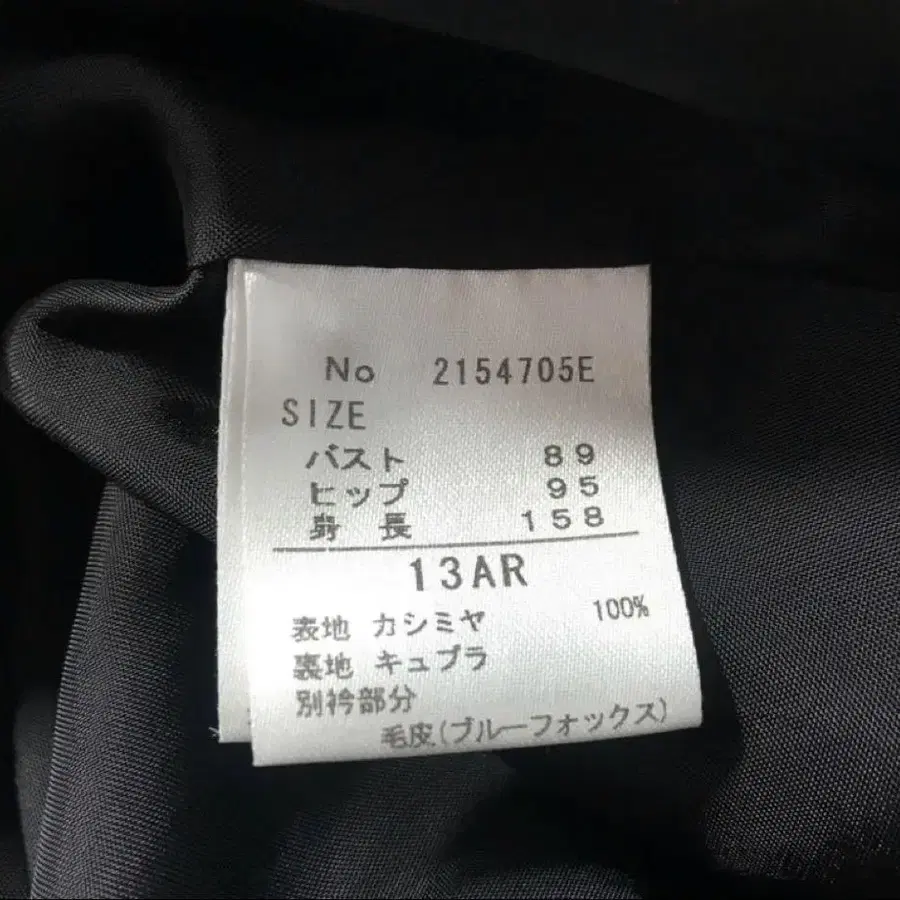 No 2154705E
SIZE
バスト 89
ヒップ 95
身長 158
13AR
表地 カシミヤ 100%
裏地 キュプラ
別衿部分
毛皮(ブルーフォックス)